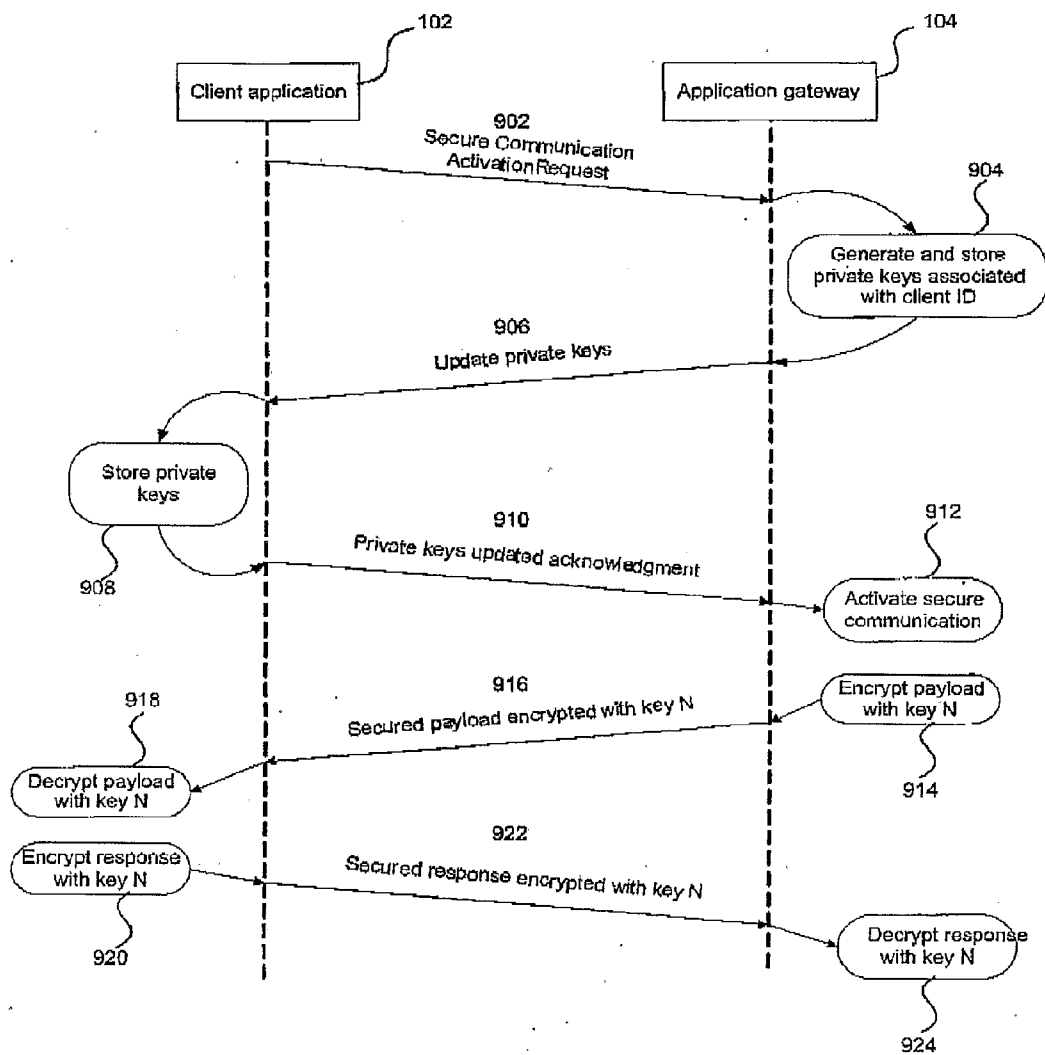 102
104
Client application
Application gateway
902
Secure Communication
Activation Request
904
Generate and store
private keys associated
with client ID
906
Update private keys
Store private
keys
908
910
Private keys updated acknowledgment
912
Activate secure
communication
916
Secured payload encrypted with key N
918
Encrypt payload
with key N
914
Decrypt payload
with key N
922
Secured response encrypted with key N
Encrypt response
with key N
920
Decrypt response
with key N
924